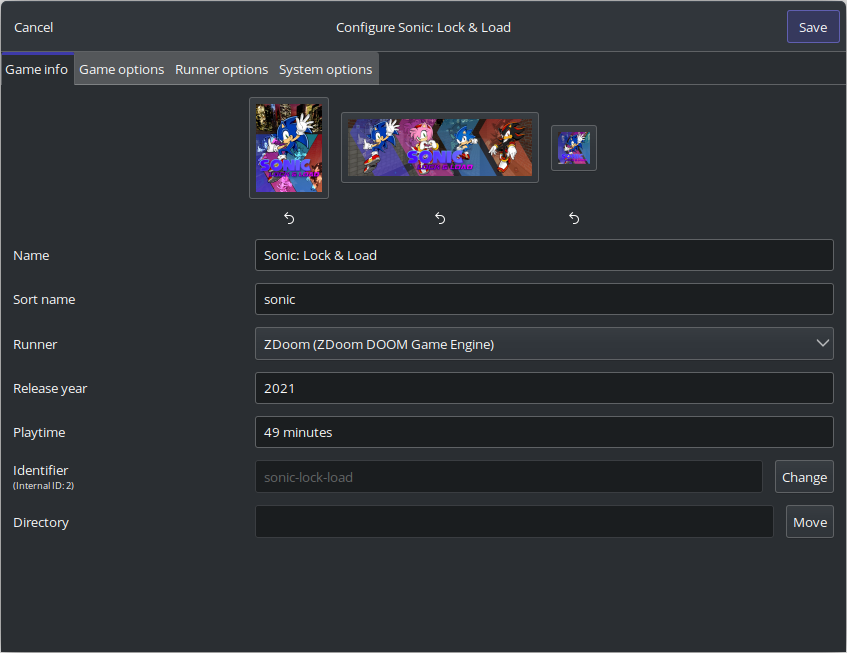 Cancel
Configure Sonic: Lock & Load
Save
Game info
Game options
Runner options
System options
SONIC
SONIC
Name
Sonic: Lock & Load
Sort name
sonic
Runner
ZDoom (ZDoom DOOM Game Engine)
Release year
2021
Playtime
49 minutes
Identifier
(Internal ID: 2)
sonic-lock-load
Change
Directory
Move